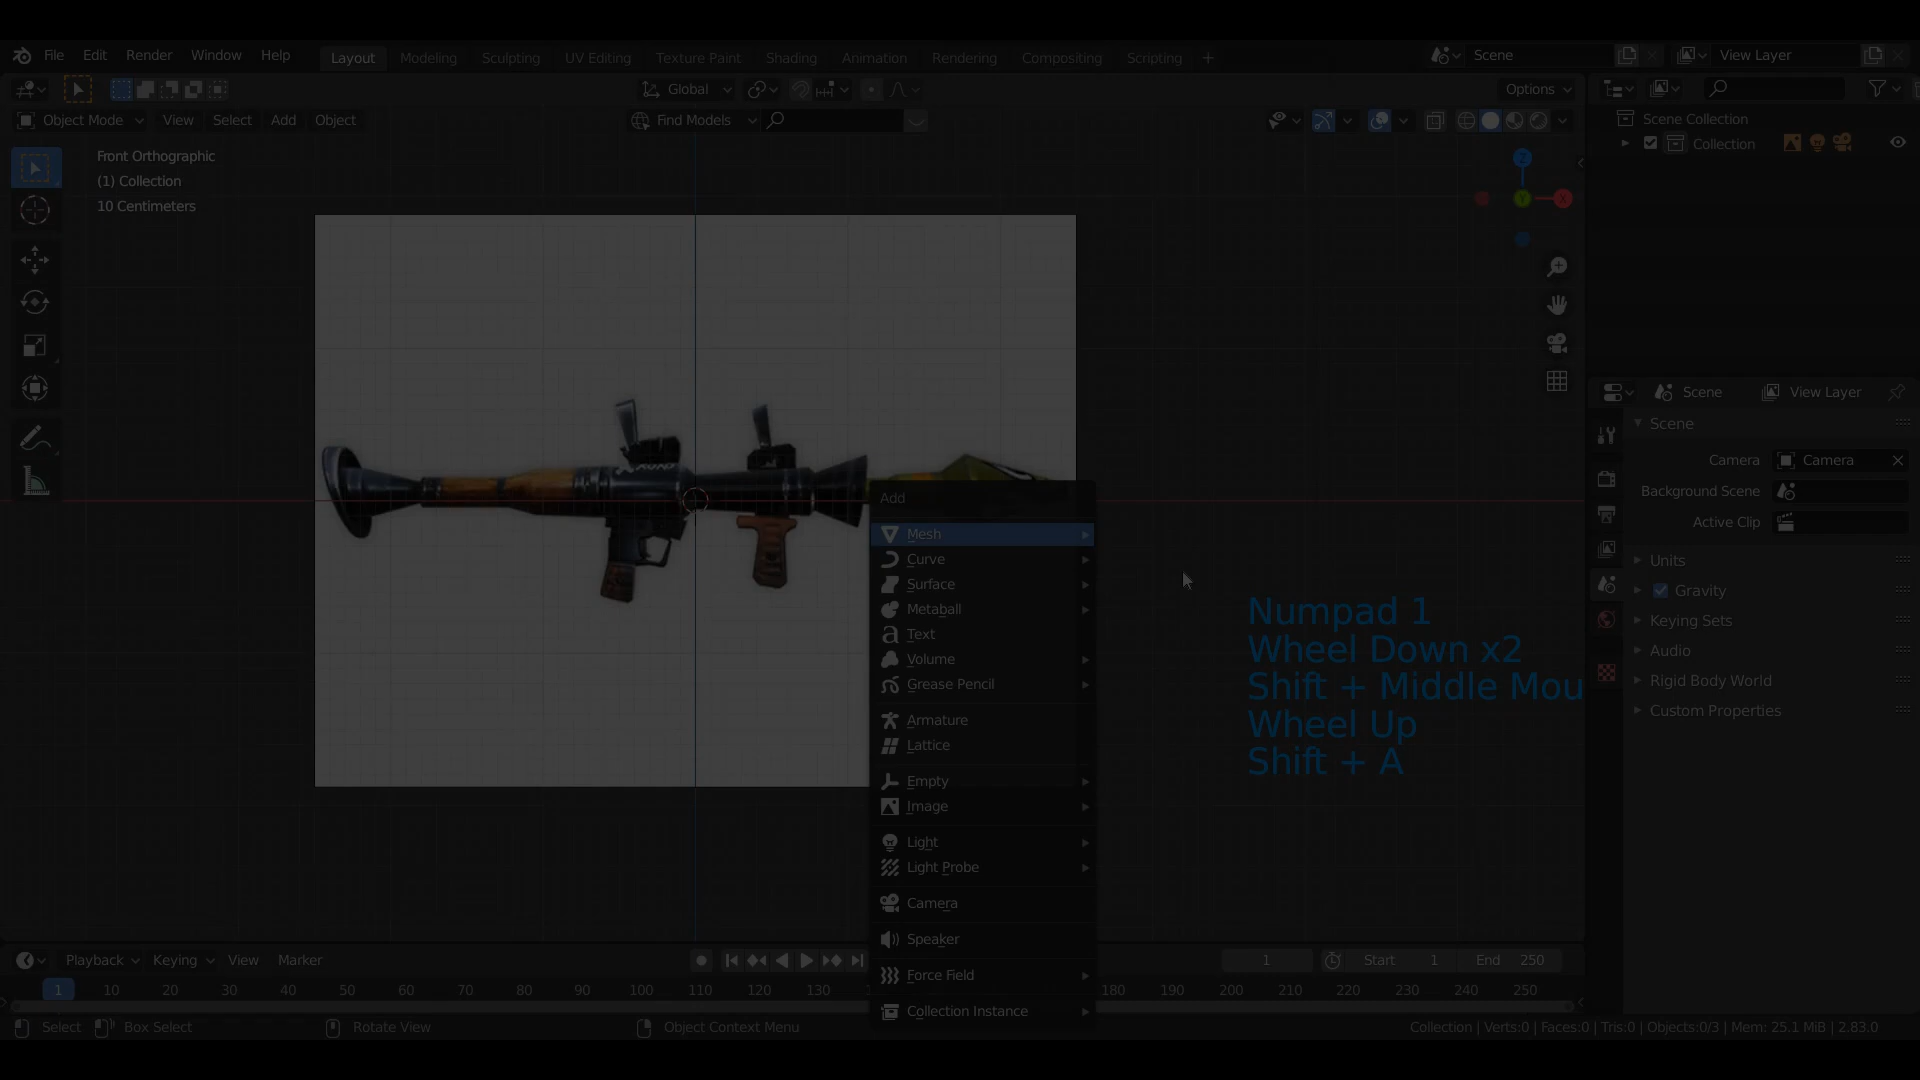 File Edit Render Window Help Layout Modeling Sculpting UV Editing Texture Paint Shading Animation Rendering Compositing Scripting + Scene View Layer
Global Options
Object Mode View Select Add Object Find Models
Scene Collection
Collection
Front Orthographic
(1) Collection
10 Centimeters
Z
Y
X
Scene View Layer
Scene
Camera Camera
Background Scene
Active Clip
Units
Gravity
Keying Sets
Audio
Rigid Body World
Custom Properties
Add
Mesh
Curve
Surface
Metaball
Text
Volume
Grease Pencil
Armature
Lattice
Empty
Image
Light
Light Probe
Camera
Speaker
Force Field
Collection Instance
Numpad 1
Wheel Down x2
Shift + Middle Mou
Wheel Up
Shift + A
Playback Keying View Marker 1 Start 1 End 250
1 10 20 30 40 50 60 70 80 90 100 110 120 130 180 190 200 210 220 230 240 250
Select Box Select Rotate View Object Context Menu Collection | Verts:0 | Faces:0 | Tris:0 | Objects:0/3 | Mem: 25.1 MiB | 2.83.0